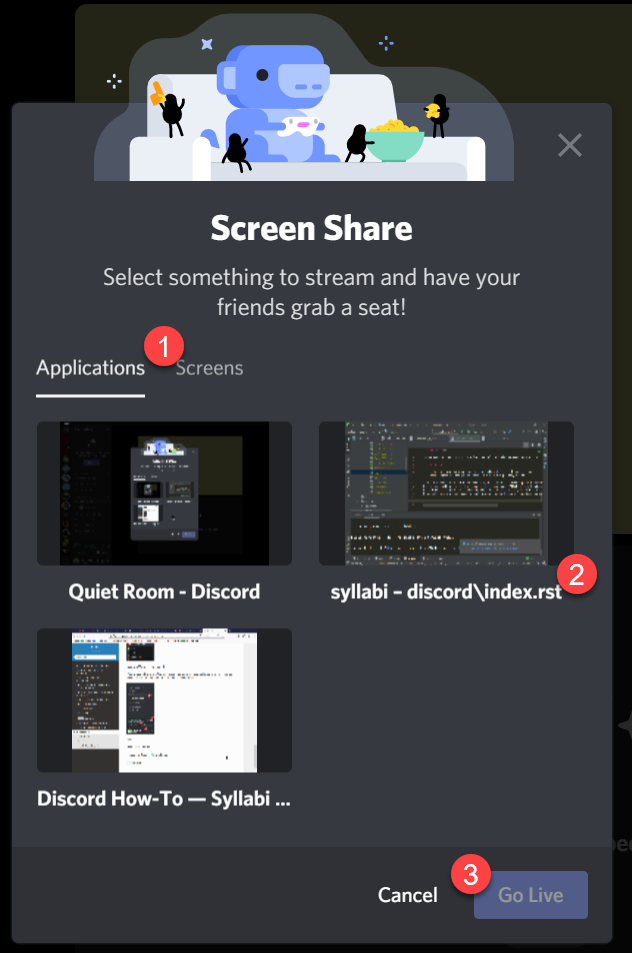 Screen Share
Select something to stream and have your
friends grab a seat!
1
Applications
Screens
Quiet Room - Discord
syllabi – discord\index.rst
2
Discord How-To — Syllabi ...
3
Cancel
Go Live